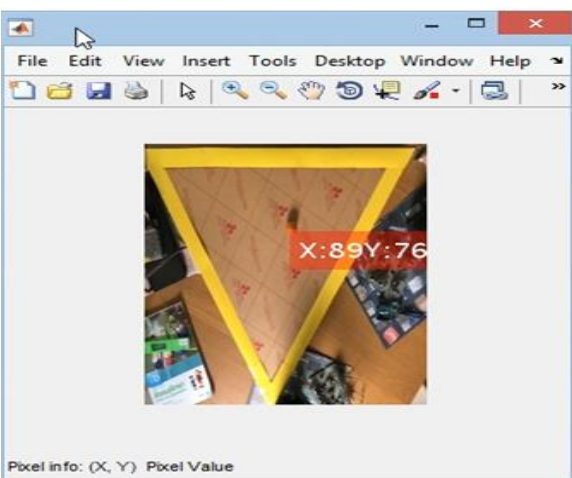 File Edit View Insert Tools Desktop Window Help
X:89Y:76
Pixel info: (X, Y) Pixel Value